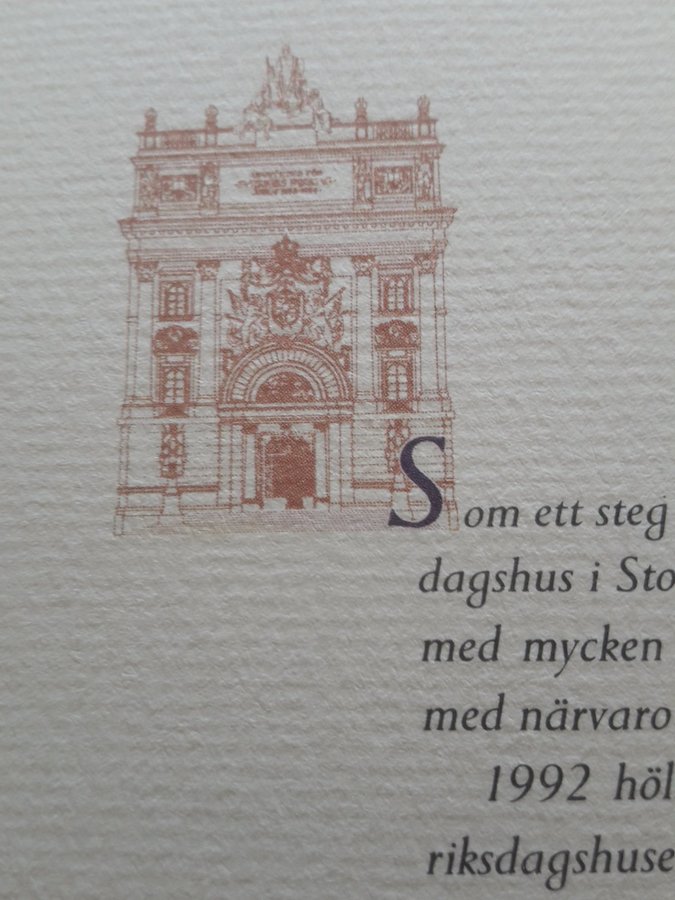 Som ett steg
dagshus i Sto
med mycken
med närvaro
1992 höl
riksdagshuse